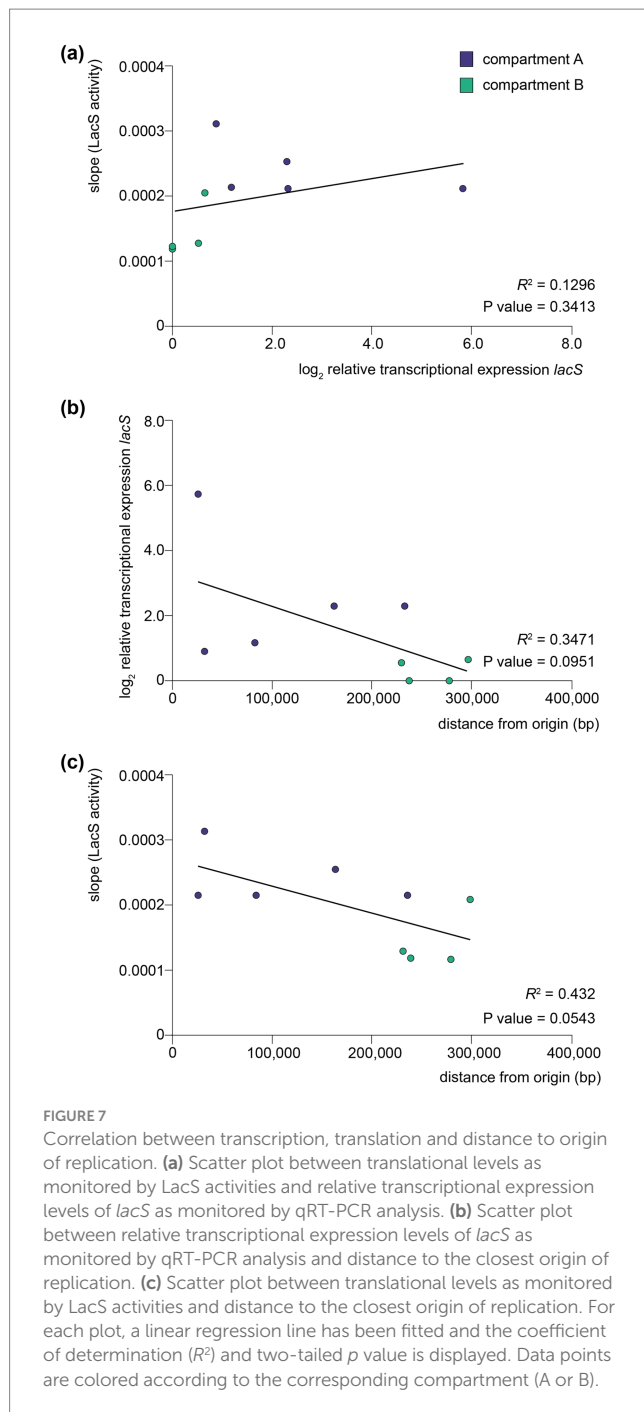 (a)
compartment A
compartment B
slope (LacS activity)
0.0004
0.0003
0.0002
0.0001
0
0
2.0
4.0
6.0
8.0
R² = 0.1296
P value = 0.3413
log₂ relative transcriptional expression lacS
(b)
log₂ relative transcriptional expression lacS
8.0
6.0
4.0
2.0
0
R² = 0.3471
P value = 0.0951
0
100,000
200,000
300,000
400,000
distance from origin (bp)
(c)
slope (LacS activity)
0.0004
0.0003
0.0002
0.0001
0
R² = 0.432
P value = 0.0543
0
100,000
200,000
300,000
400,000
distance from origin (bp)
FIGURE 7
Correlation between transcription, translation and distance to origin
of replication. (a) Scatter plot between translational levels as
monitored by LacS activities and relative transcriptional expression
levels of lacS as monitored by qRT-PCR analysis. (b) Scatter plot
between relative transcriptional expression levels of lacS as
monitored by qRT-PCR analysis and distance to the closest origin of
replication. (c) Scatter plot between translational levels as monitored
by LacS activities and distance to the closest origin of replication. For
each plot, a linear regression line has been fitted and the coefficient
of determination (R²) and two-tailed p value is displayed. Data points
are colored according to the corresponding compartment (A or B).